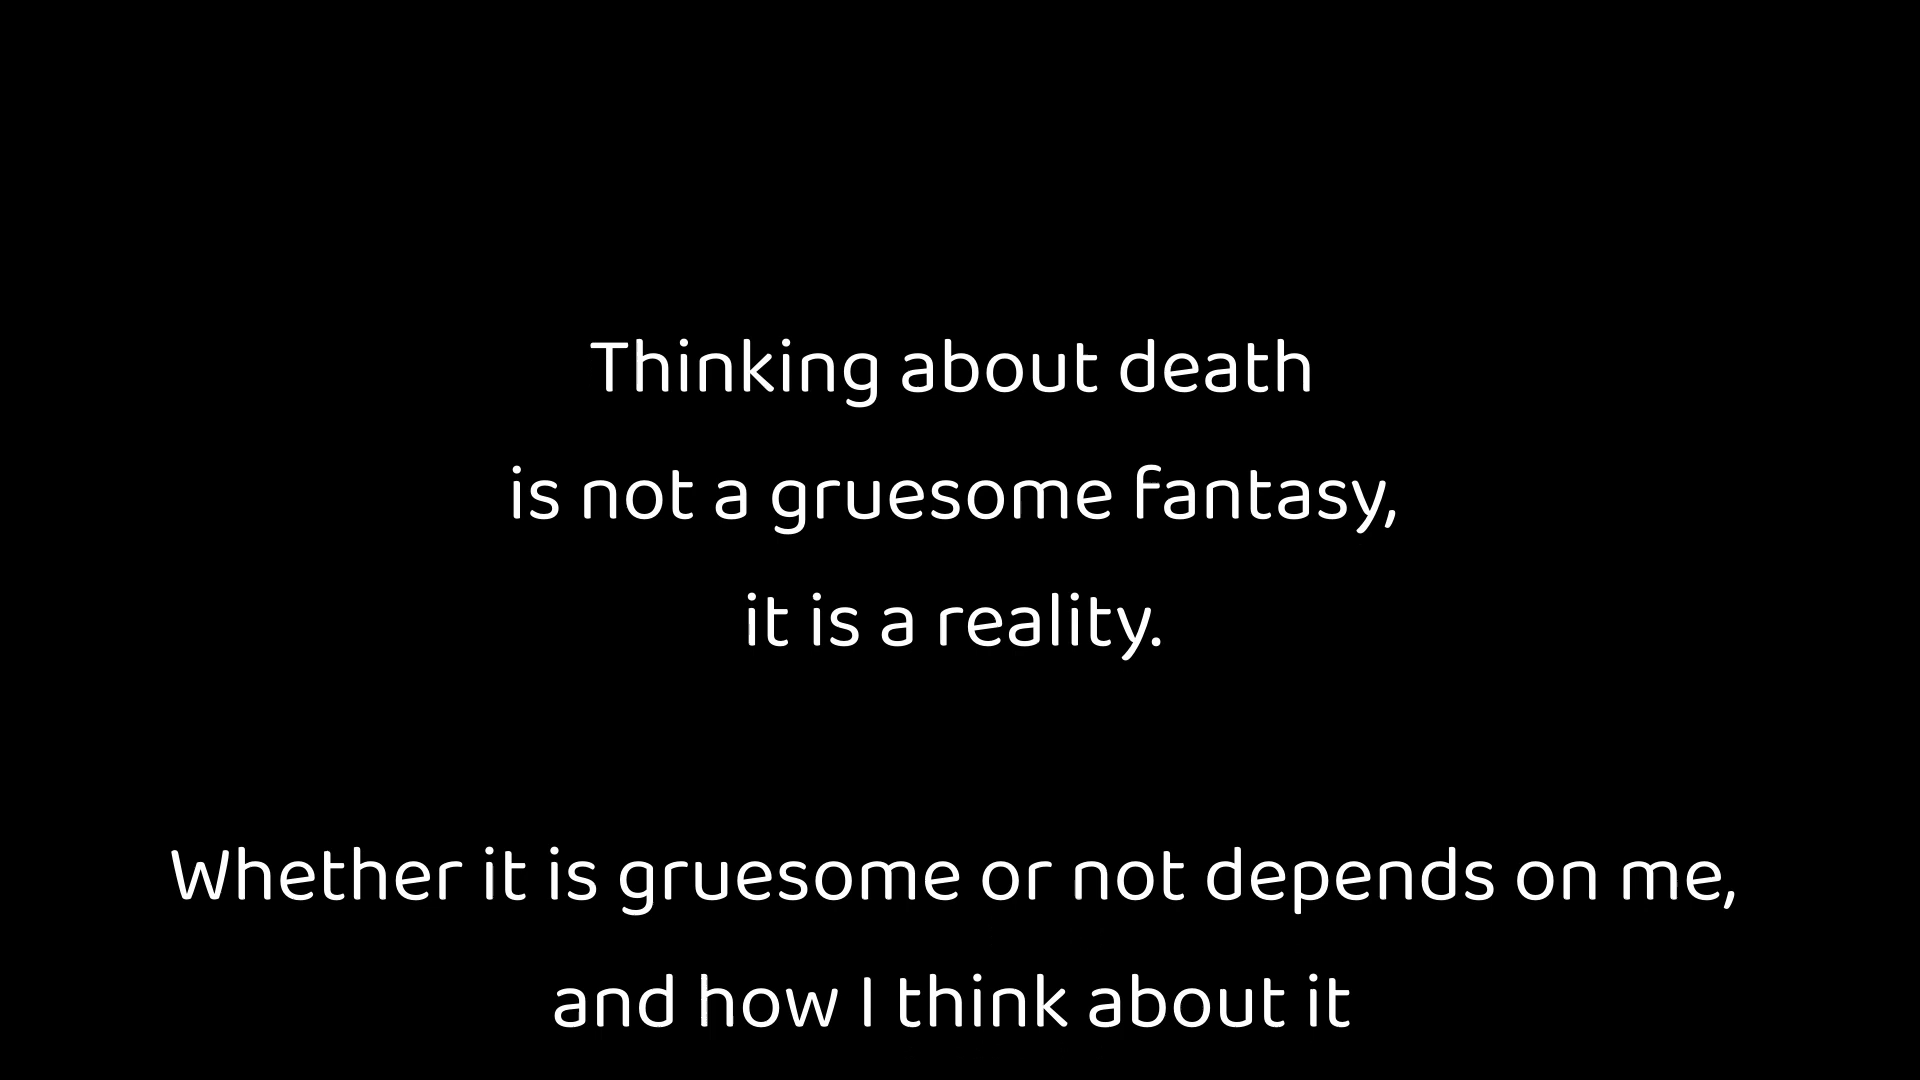 Thinking about death
is not a gruesome fantasy,
it is a reality.
Whether it is gruesome or not depends on me,
and how I think about it